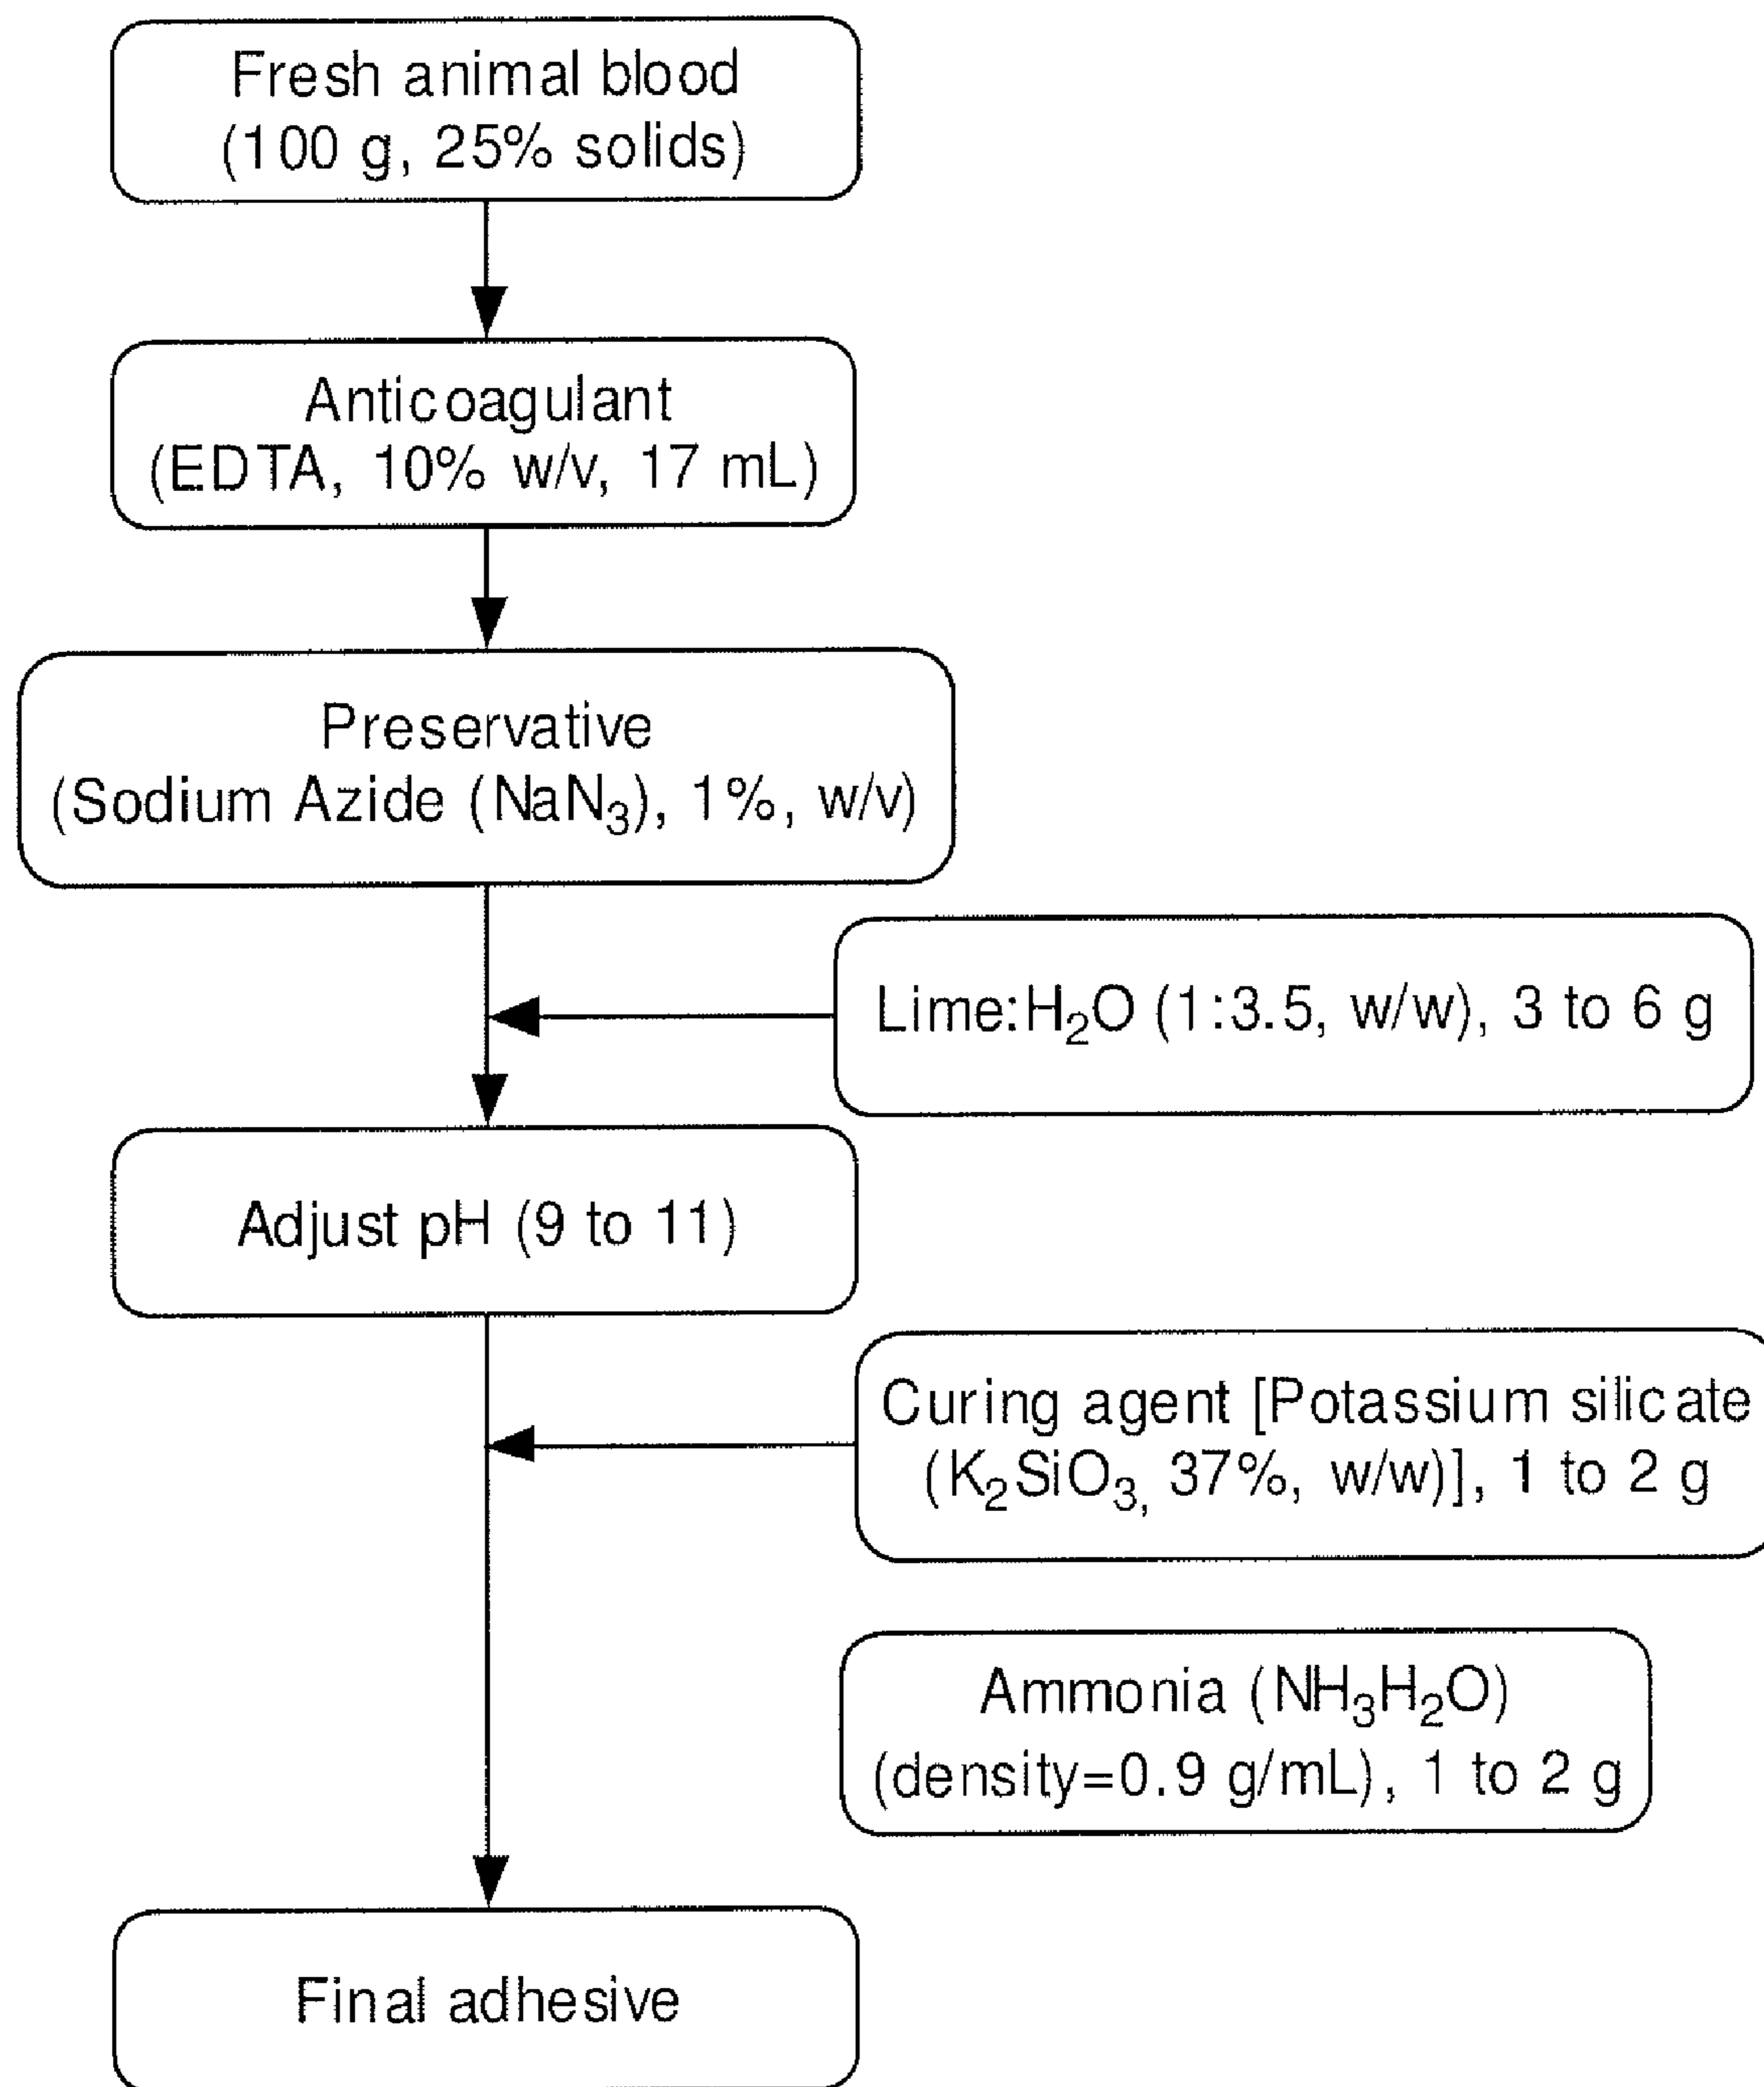 Fresh animal blood
(100 g, 25% solids)
Anticoagulant
(EDTA, 10% w/v, 17 mL)
Preservative
(Sodium Azide (NaN₃), 1%, w/v)
Lime:H₂O (1:3.5, w/w), 3 to 6 g
Adjust pH (9 to 11)
Curing agent [Potassium silicate
(K₂SiO₃, 37%, w/w)], 1 to 2 g
Ammonia (NH₃H₂O)
(density=0.9 g/mL), 1 to 2 g
Final adhesive